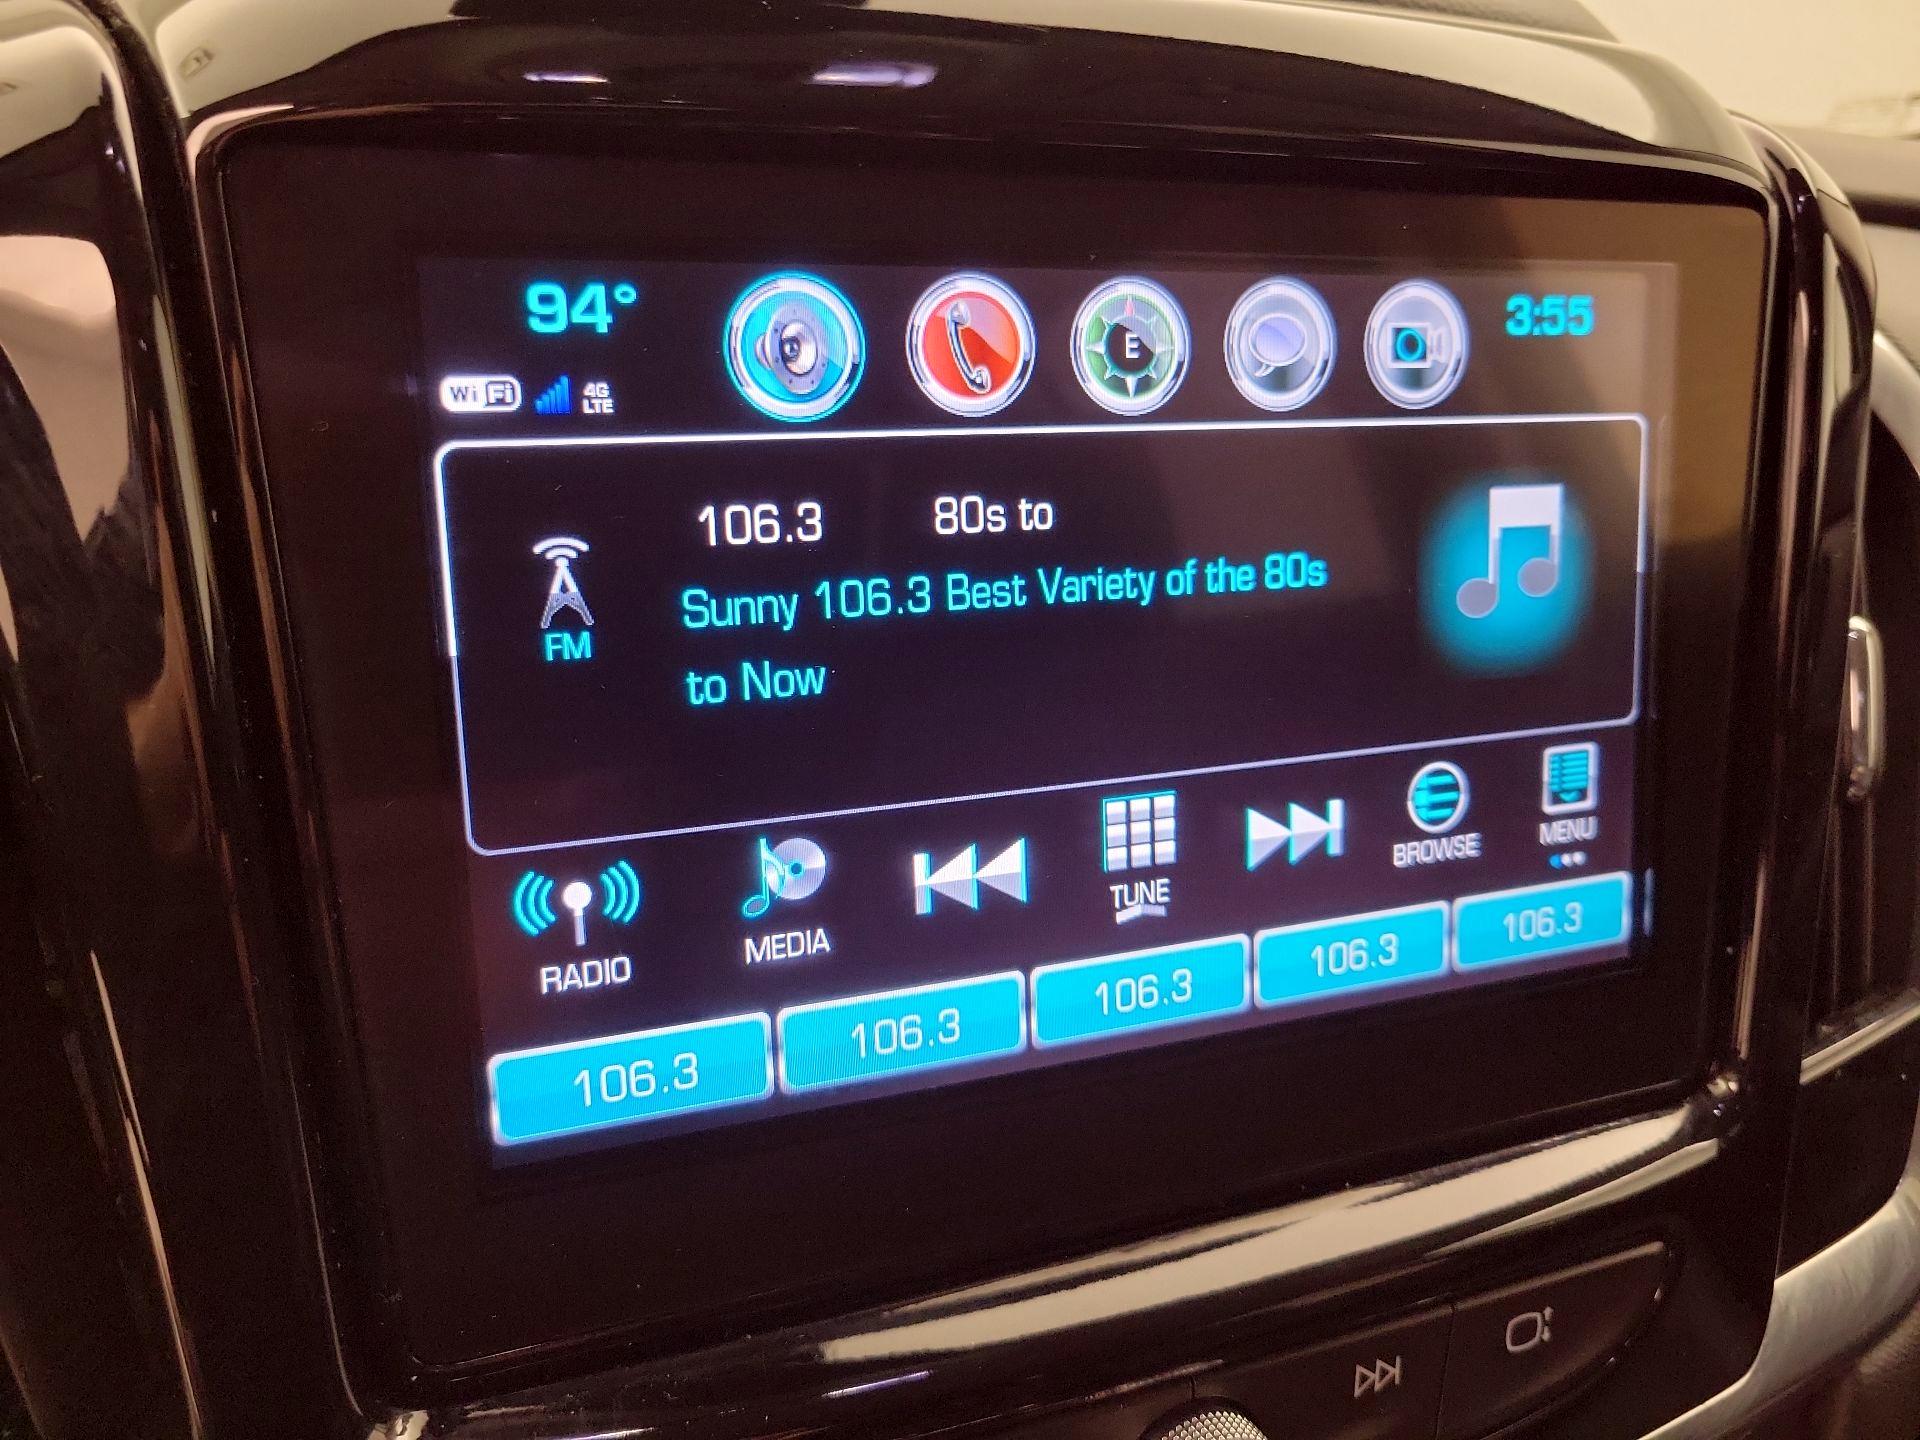 94°
3:55
WiFi 4G
LTE
E
106.3 80s to
Sunny 106.3 Best Variety of the 80s
to Now
FM
RADIO
MEDIA
TUNE
BROWSE
MENU
106.3
106.3
106.3
106.3
106.3